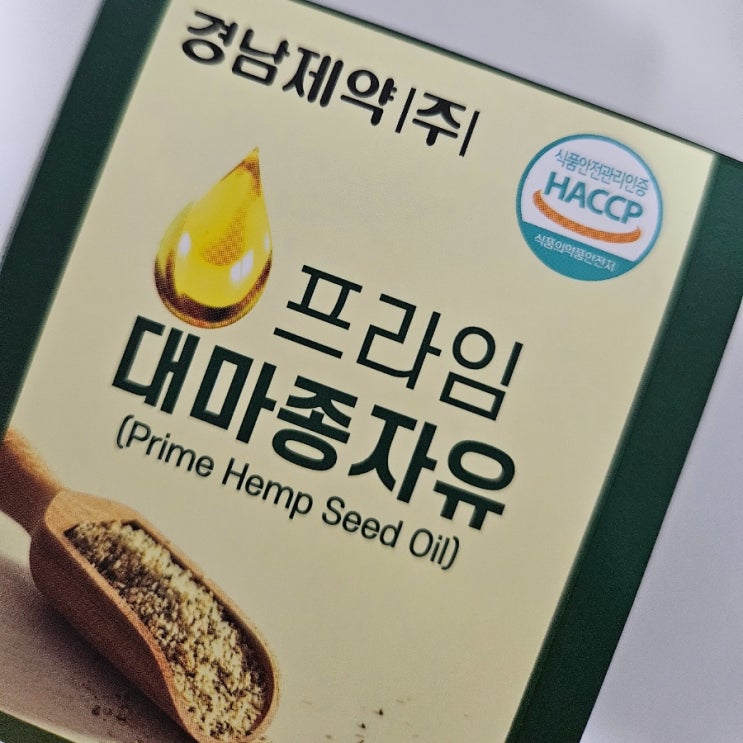 경남제약(주)
식품안전관리인증
HACCP
식품의약품안전처
프라임
대마종자유
(Prime Hemp Seed Oil)